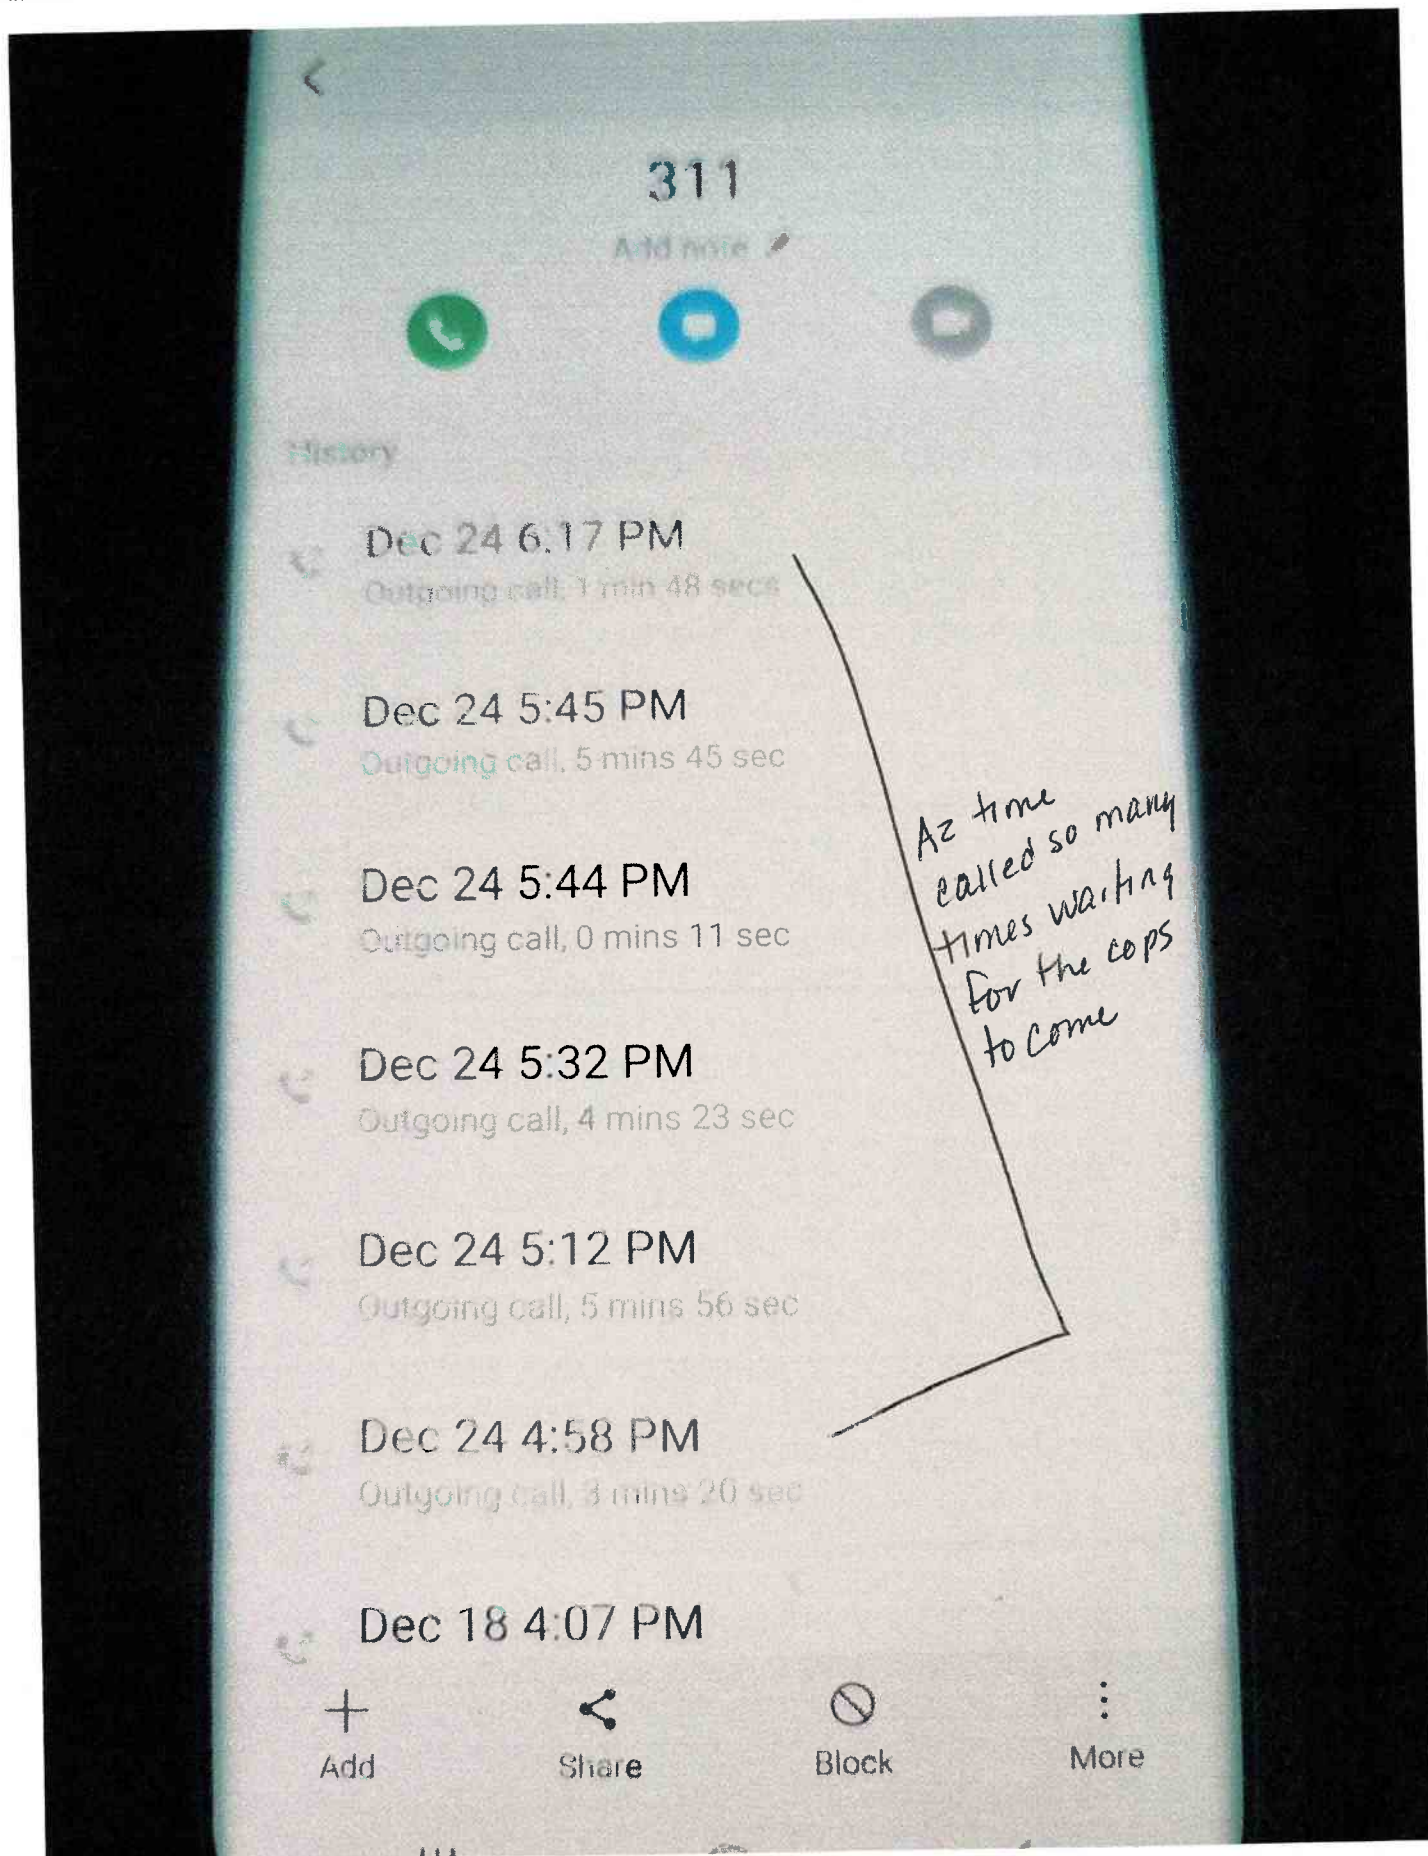 311
Add note
History
Dec 24 6:17 PM
Outgoing call, 1 min 48 secs
Dec 24 5:45 PM
Outgoing call, 5 mins 45 sec
Dec 24 5:44 PM
Outgoing call, 0 mins 11 sec
Dec 24 5:32 PM
Outgoing call, 4 mins 23 sec
Dec 24 5:12 PM
Outgoing call, 5 mins 56 sec
Dec 24 4:58 PM
Outgoing call, 3 mins 20 sec
Dec 18 4:07 PM
Az time
called so many
times waiting
for the cops
to come
Add
Share
Block
More